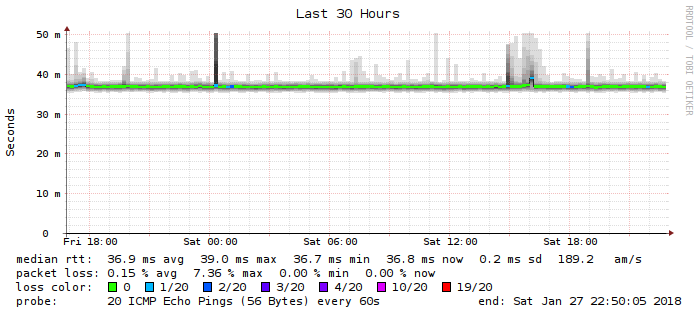 Last 30 Hours
RRDTOOL / TOBI OETIKER
Seconds
50 m
40 m
30 m
20 m
10 m
0
Fri 18:00 Sat 00:00 Sat 06:00 Sat 12:00 Sat 18:00
median rtt: 36.9 ms avg 39.0 ms max 36.7 ms min 36.8 ms now 0.2 ms sd 189.2 am/s
packet loss: 0.15 % avg 7.36 % max 0.00 % min 0.00 % now
loss color: 0 1/20 2/20 3/20 4/20 10/20 19/20
probe: 20 ICMP Echo Pings (56 Bytes) every 60s end: Sat Jan 27 22:50:05 2018